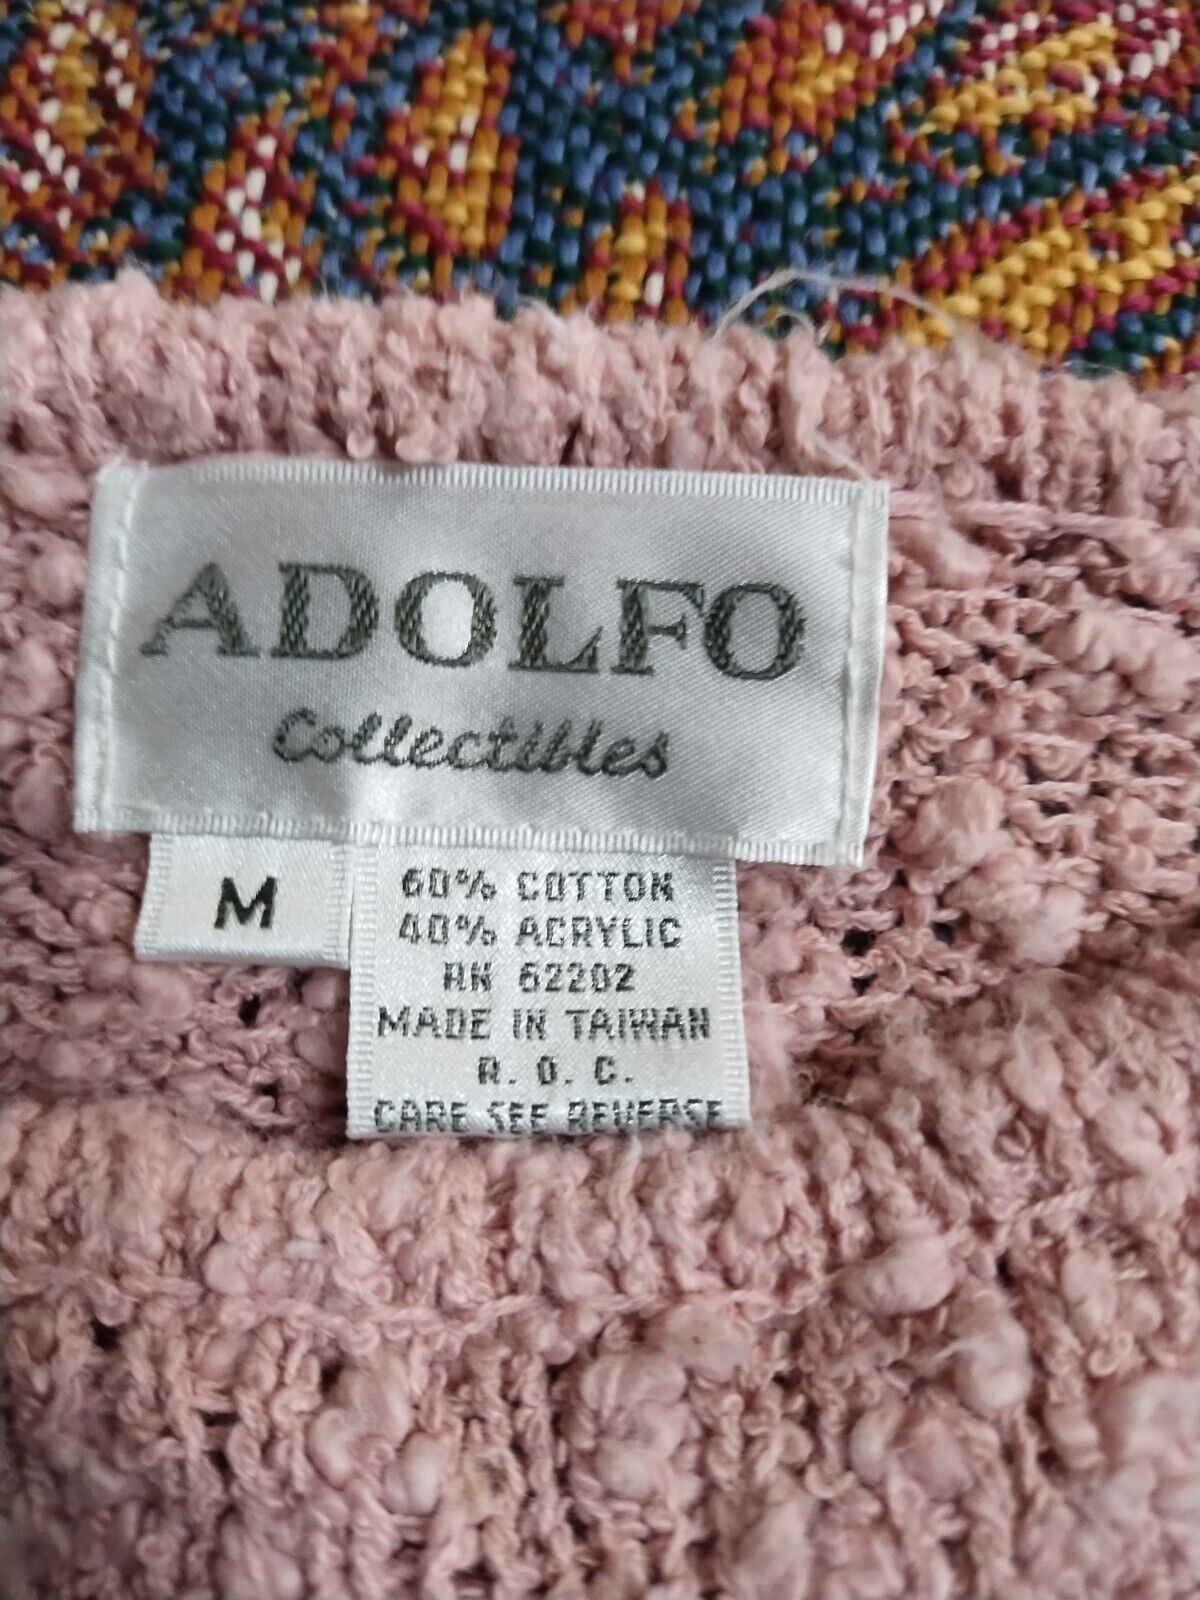 ADOLFO
Collectibles
M
60% COTTON
40% ACRYLIC
RN 62202
MADE IN TAIWAN
R. O. C.
CARE SEE REVERSE